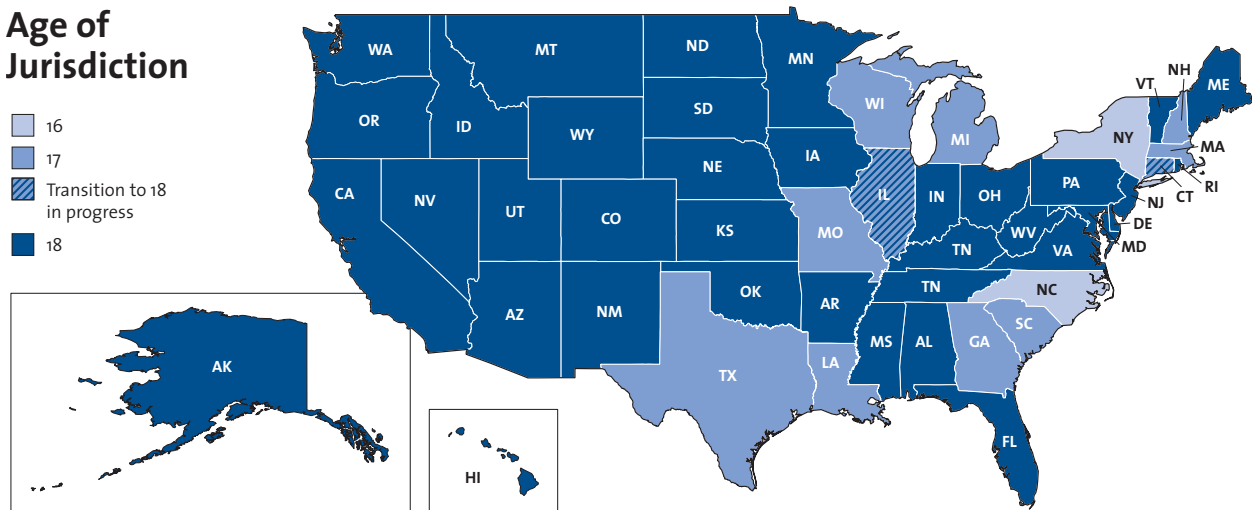 Age of
Jurisdiction
16
17
Transition to 18
in progress
18
WA
MT
ND
MN
OR
ID
SD
WI
MI
NY
VT
NH
ME
MA
WY
IA
NE
CA
NV
UT
CO
KS
MO
IL
IN
OH
PA
NJ
CT
RI
WV
VA
DE
MD
TN
TN
NC
AZ
NM
OK
AR
SC
MS
AL
GA
TX
LA
FL
AK
HI